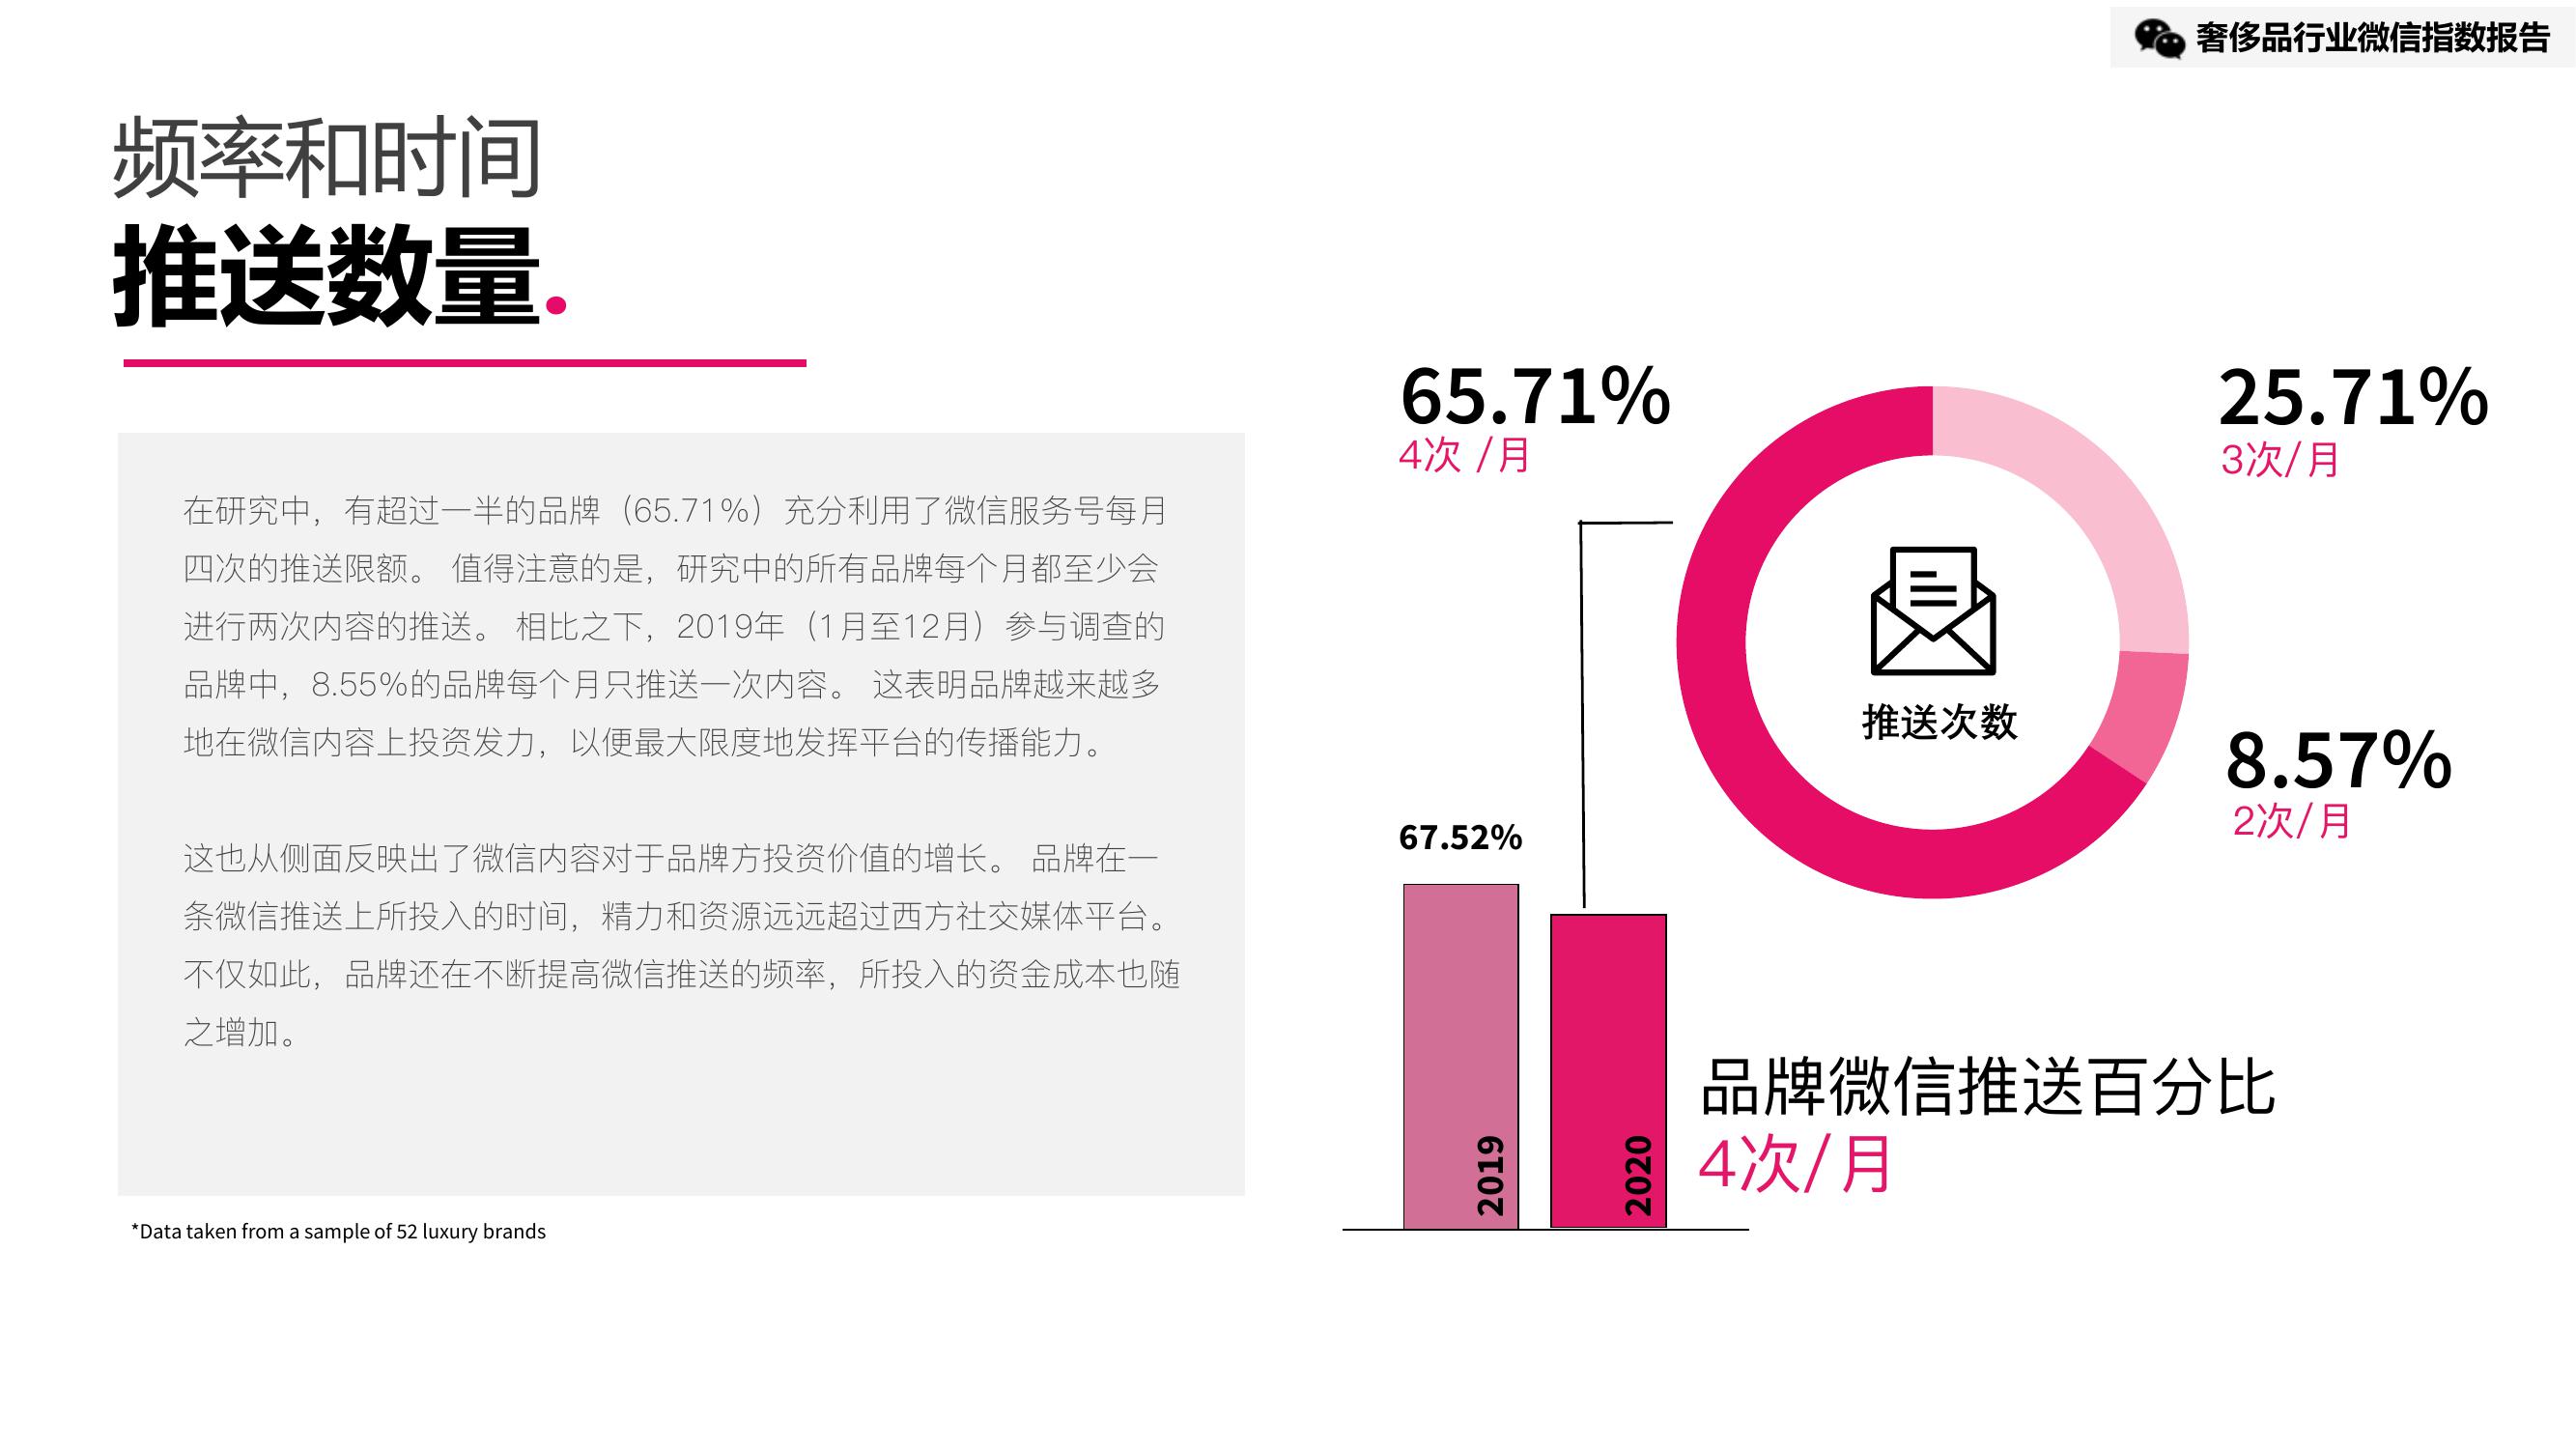 奢侈品行业微信指数报告
频率和时间
推送数量.
在研究中，有超过一半的品牌（65.71%）充分利用了微信服务号每月
四次的推送限额。 值得注意的是，研究中的所有品牌每个月都至少会
进行两次内容的推送。 相比之下，2019年（1月至12月）参与调查的
品牌中，8.55%的品牌每个月只推送一次内容。 这表明品牌越来越多
地在微信内容上投资发力，以便最大限度地发挥平台的传播能力。
这也从侧面反映出了微信内容对于品牌方投资价值的增长。 品牌在一
条微信推送上所投入的时间，精力和资源远远超过西方社交媒体平台。
不仅如此，品牌还在不断提高微信推送的频率，所投入的资金成本也随
之增加。
*Data taken from a sample of 52 luxury brands
65.71%
4次 /月
25.71%
3次/月
推送次数
8.57%
2次/月
67.52%
2019
2020
品牌微信推送百分比
4次/月